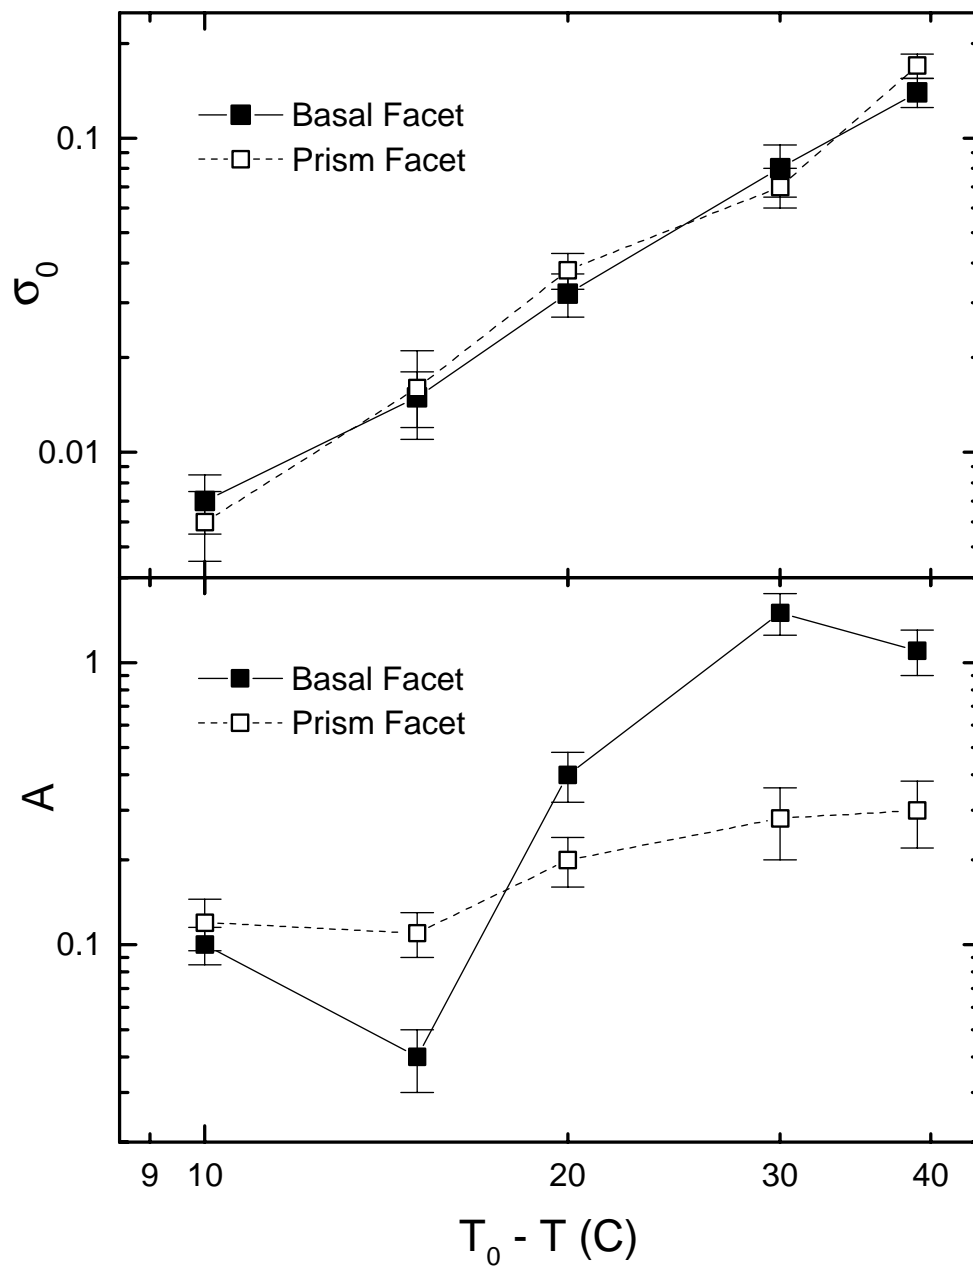 0.1
Basal Facet
Prism Facet
σ₀
0.01
1
Basal Facet
Prism Facet
A
0.1
9 10 20 30 40
T₀ - T (C)